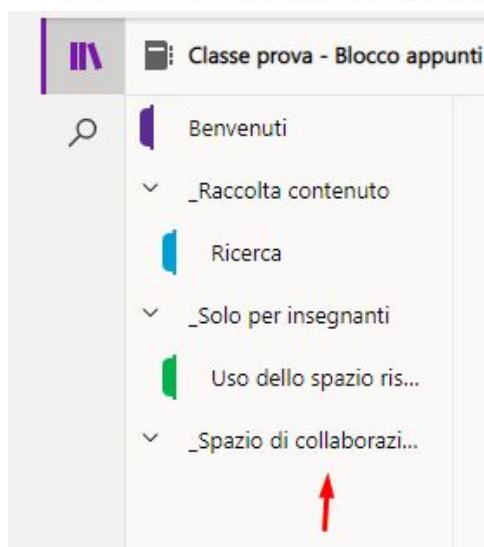 Classe prova - Blocco appunti
Benvenuti
_Raccolta contenuto
Ricerca
_Solo per insegnanti
Uso dello spazio ris...
_Spazio di collaborazi...